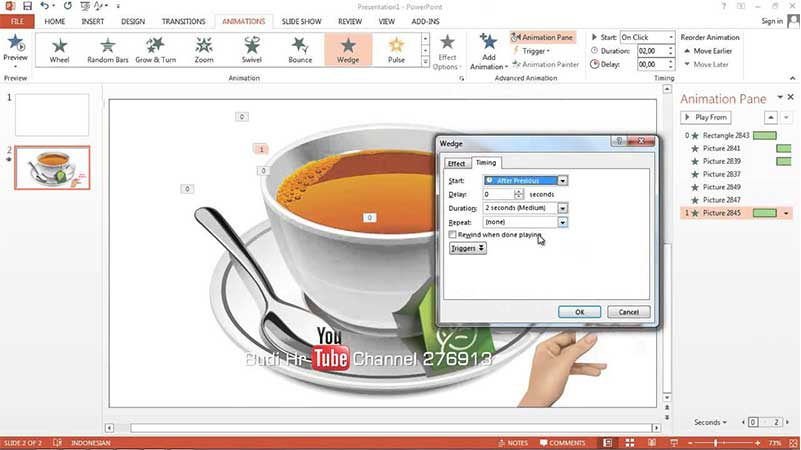 Presentation1 - PowerPoint
FILE HOME INSERT DESIGN TRANSITIONS ANIMATIONS SLIDE SHOW REVIEW VIEW ADD-INS Sign in
Preview
Preview
Wheel Random Bars Grow & Turn Zoom Swivel Bounce Wedge Pulse
Animation
Effect
Options
Add
Animation
Animation Pane
Trigger
Animation Painter
Advanced Animation
Start: On Click
Duration: 02,00
Delay: 00,00
Timing
Reorder Animation
Move Earlier
Move Later
1
2
0
1
0
0
0
Wedge
Effect Timing
Start: After Previous
Delay: 0 seconds
Duration: 2 seconds (Medium)
Repeat: (none)
Rewind when done playing
Triggers
OK Cancel
You
Budi Hr Tube Channel 276913
Animation Pane
Play From
0 Rectangle 2843
Picture 2841
Picture 2839
Picture 2837
Picture 2849
Picture 2847
1 Picture 2845
Seconds 0 2
SLIDE 2 OF 2 INDONESIAN NOTES COMMENTS 73%